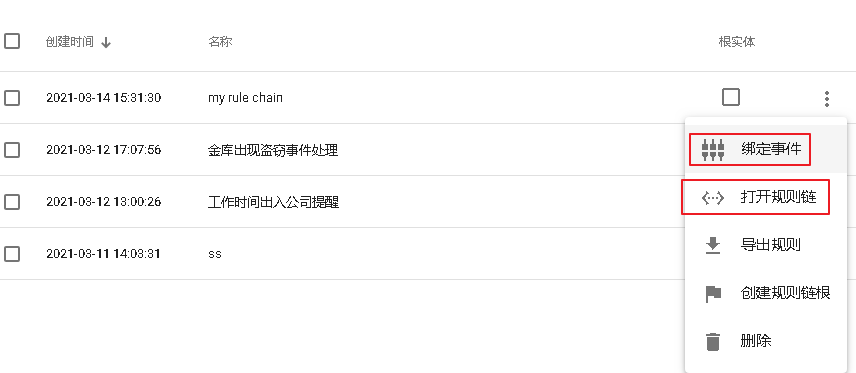 创建时间 名称 根实体
2021-03-14 15:31:30 my rule chain
绑定事件
2021-03-12 17:07:56 金库出现盗窃事件处理
打开规则链
2021-03-12 13:00:26 工作时间出入公司提醒
导出规则
2021-03-11 14:03:31 ss
创建规则链根
删除